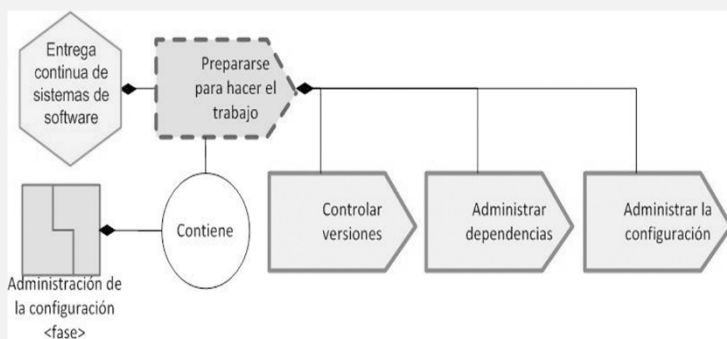 Entrega
continua de
sistemas de
software
Prepararse
para hacer el
trabajo
Contiene
Controlar
versiones
Administrar
dependencias
Administrar la
configuración
Administración de
la configuración
<fase>